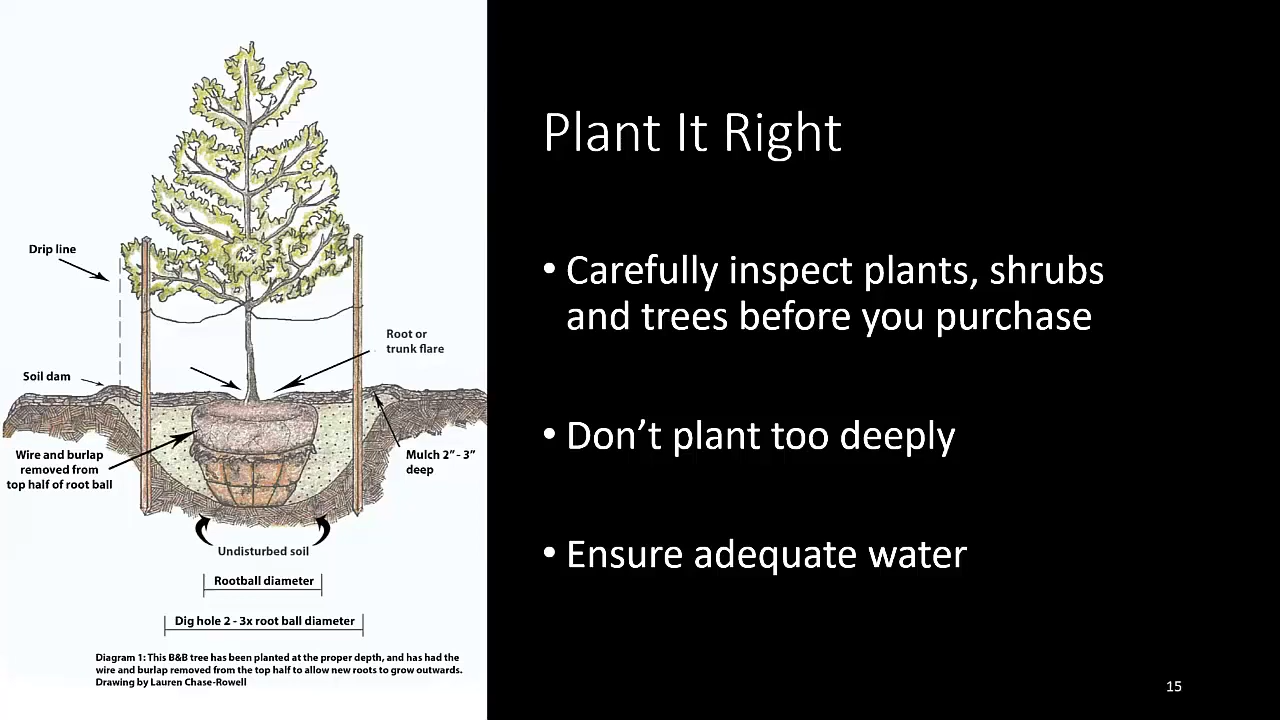 Plant It Right
• Carefully inspect plants, shrubs
and trees before you purchase
• Don’t plant too deeply
• Ensure adequate water
Drip line
Root or
trunk flare
Soil dam
Wire and burlap
removed from
top half of root ball
Mulch 2”- 3”
deep
Undisturbed soil
Rootball diameter
Dig hole 2 - 3x root ball diameter
Diagram 1: This B&B tree has been planted at the proper depth, and has had the
wire and burlap removed from the top half to allow new roots to grow outwards.
Drawing by Lauren Chase-Rowell
15